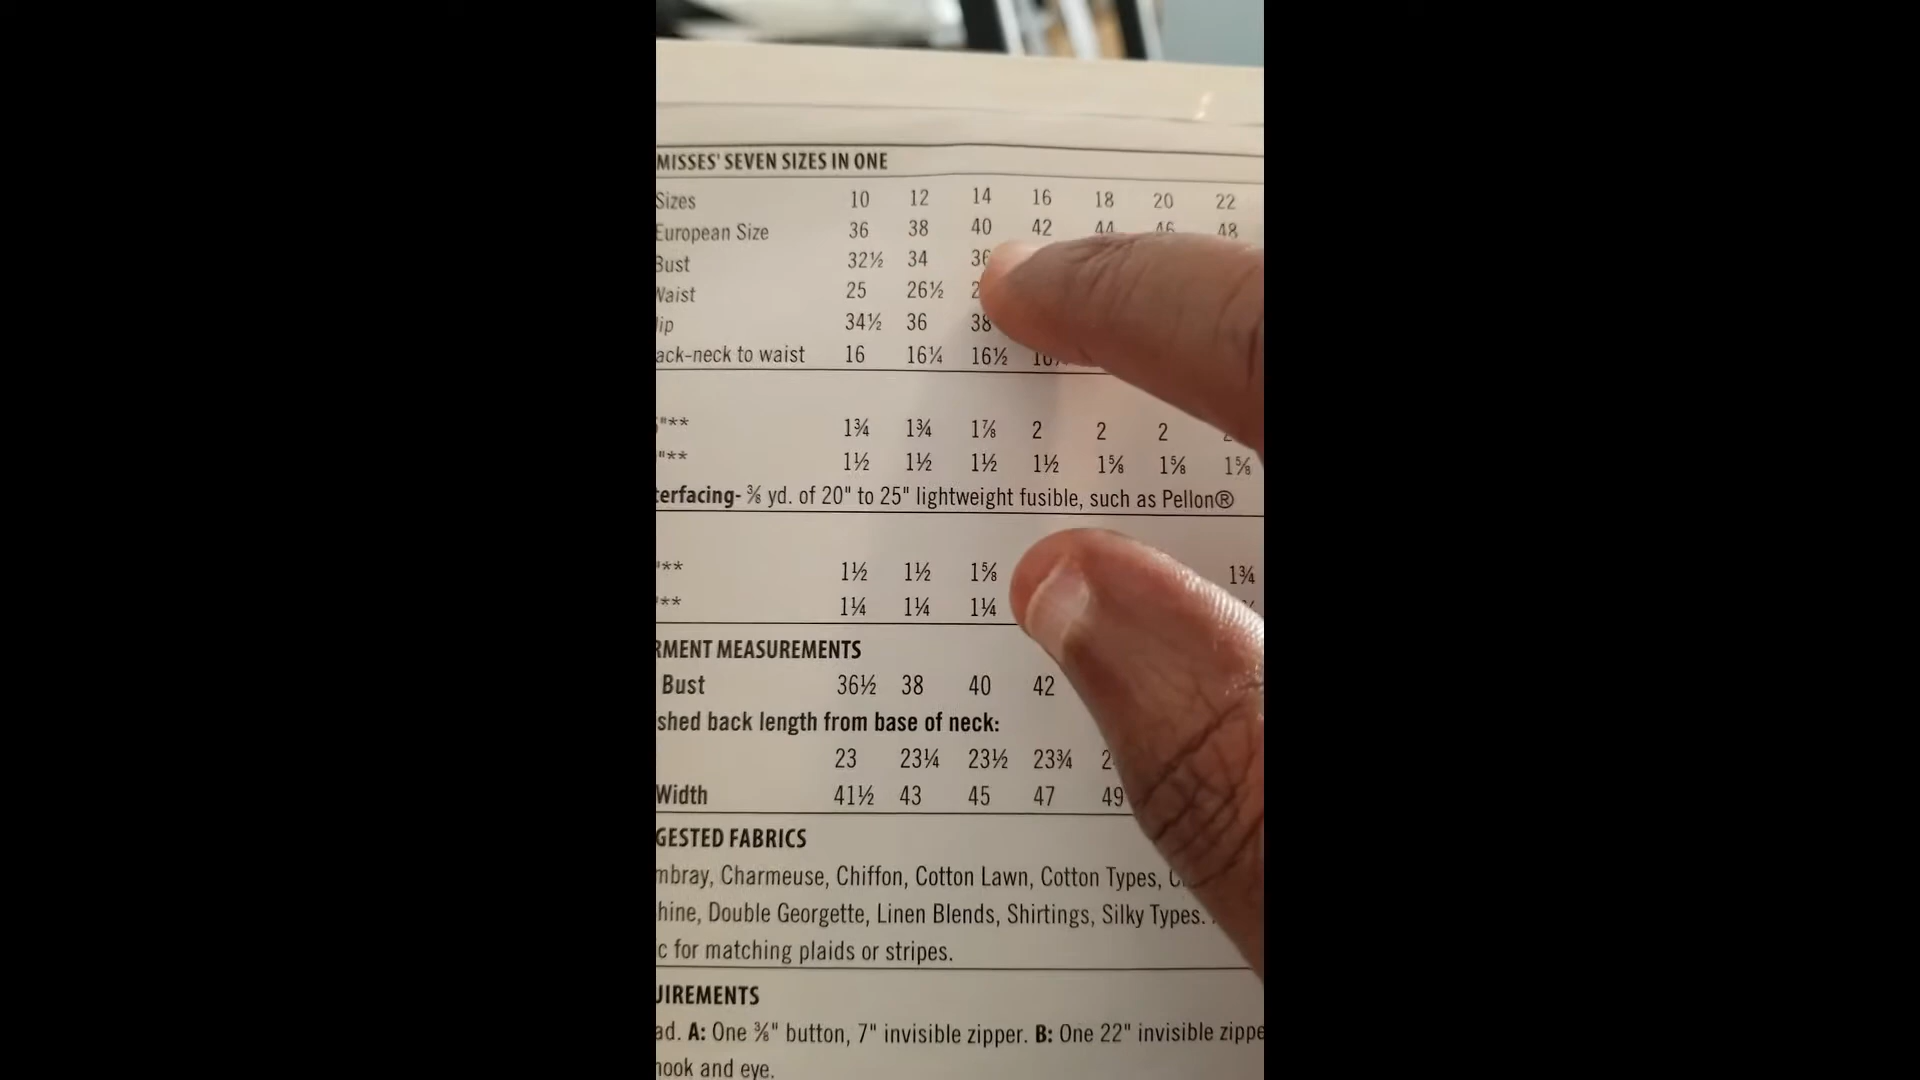 MISSES' SEVEN SIZES IN ONE
Sizes 10 12 14 16 18 20 22
European Size 36 38 40 42 44 46 48
Bust 32½ 34 36
Waist 25 26½
ip 34½ 36 38
ack-neck to waist 16 16¼ 16½
"** 1¾ 1¾ 1⅞ 2 2 2
"** 1½ 1½ 1½ 1½ 1⅝ 1⅝ 1⅝
terfacing- ⅜ yd. of 20" to 25" lightweight fusible, such as Pellon®
"** 1½ 1½ 1⅝ 1¾
"** 1¼ 1¼ 1¼
RMENT MEASUREMENTS
Bust 36½ 38 40 42
shed back length from base of neck:
23 23¼ 23½ 23¾
Width 41½ 43 45 47 49
GESTED FABRICS
mbray, Charmeuse, Chiffon, Cotton Lawn, Cotton Types,
hine, Double Georgette, Linen Blends, Shirtings, Silky Types.
c for matching plaids or stripes.
UIREMENTS
ad. A: One ⅜" button, 7" invisible zipper. B: One 22" invisible zippe
hook and eye.